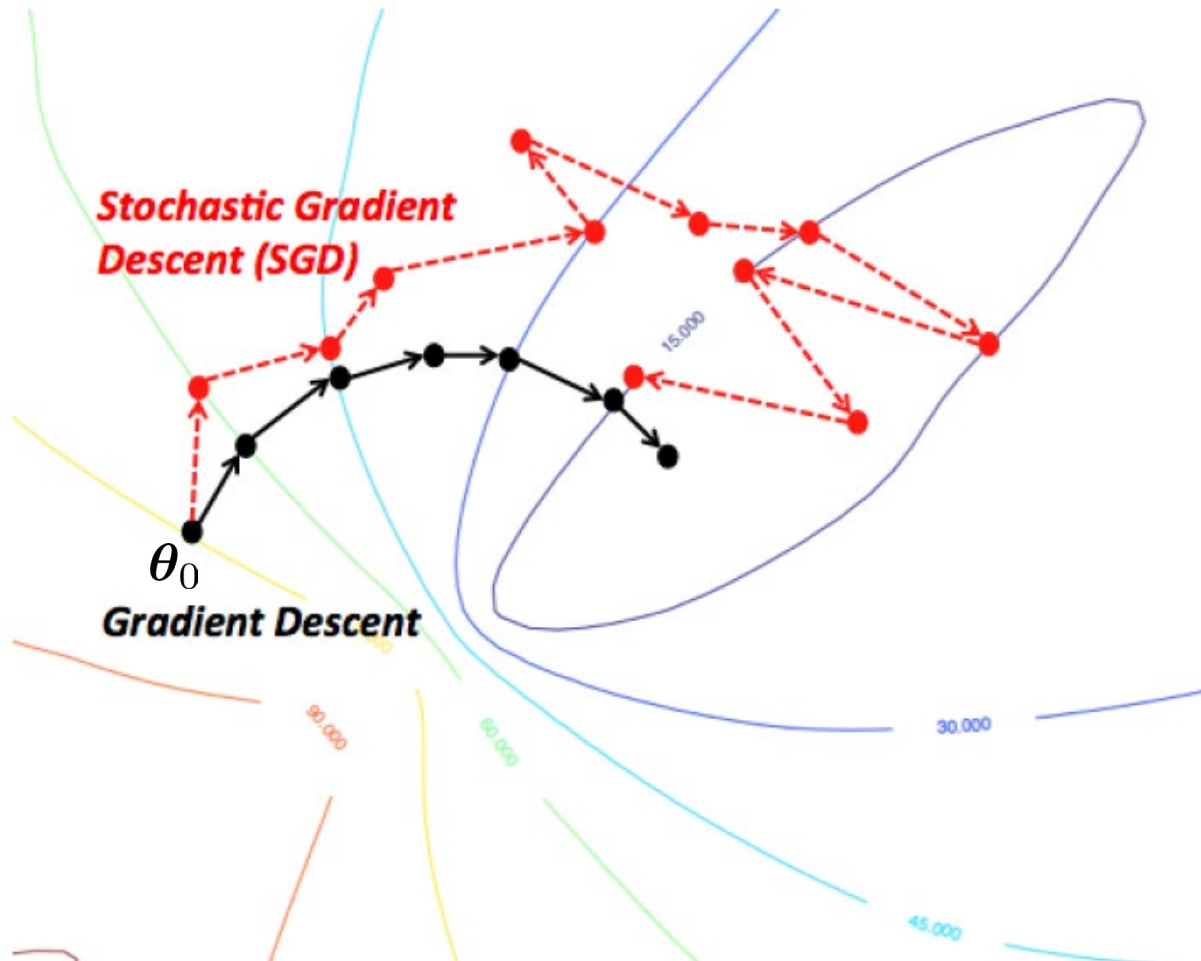 Stochastic Gradient
Descent (SGD)
15.000
θ₀
Gradient Descent
90.000
60.000
30.000
45.000